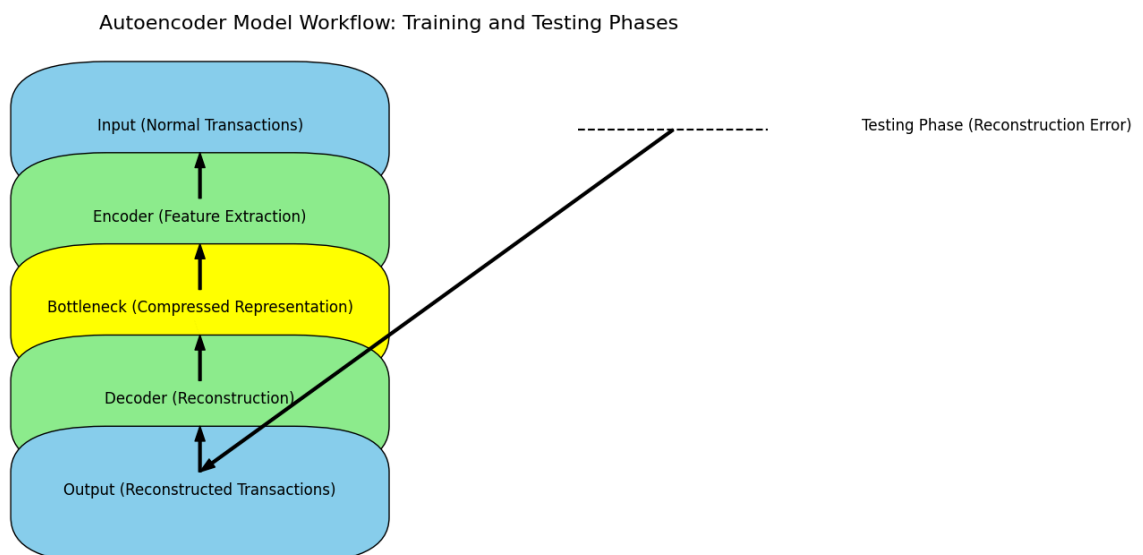 Autoencoder Model Workflow: Training and Testing Phases
Input (Normal Transactions)
Testing Phase (Reconstruction Error)
Encoder (Feature Extraction)
Bottleneck (Compressed Representation)
Decoder (Reconstruction)
Output (Reconstructed Transactions)